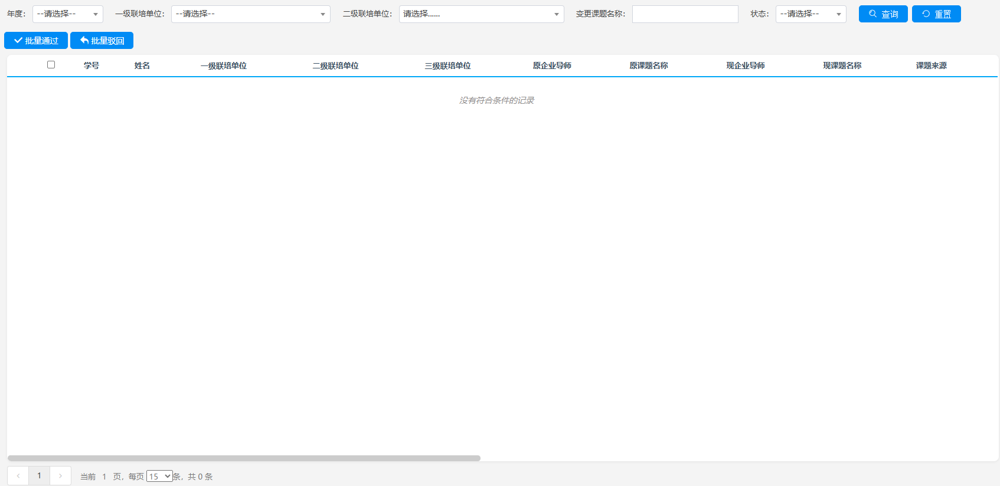 年度： --请选择-- 一级联培单位： --请选择-- 二级联培单位： 请选择...... 变更课题名称： 状态： --请选择-- 查询 重置
批量通过 批量驳回
学号 姓名 一级联培单位 二级联培单位 三级联培单位 原企业导师 原课题名称 现企业导师 现课题名称 课题来源
没有符合条件的记录
1 当前 1 页，每页 15 条，共 0 条